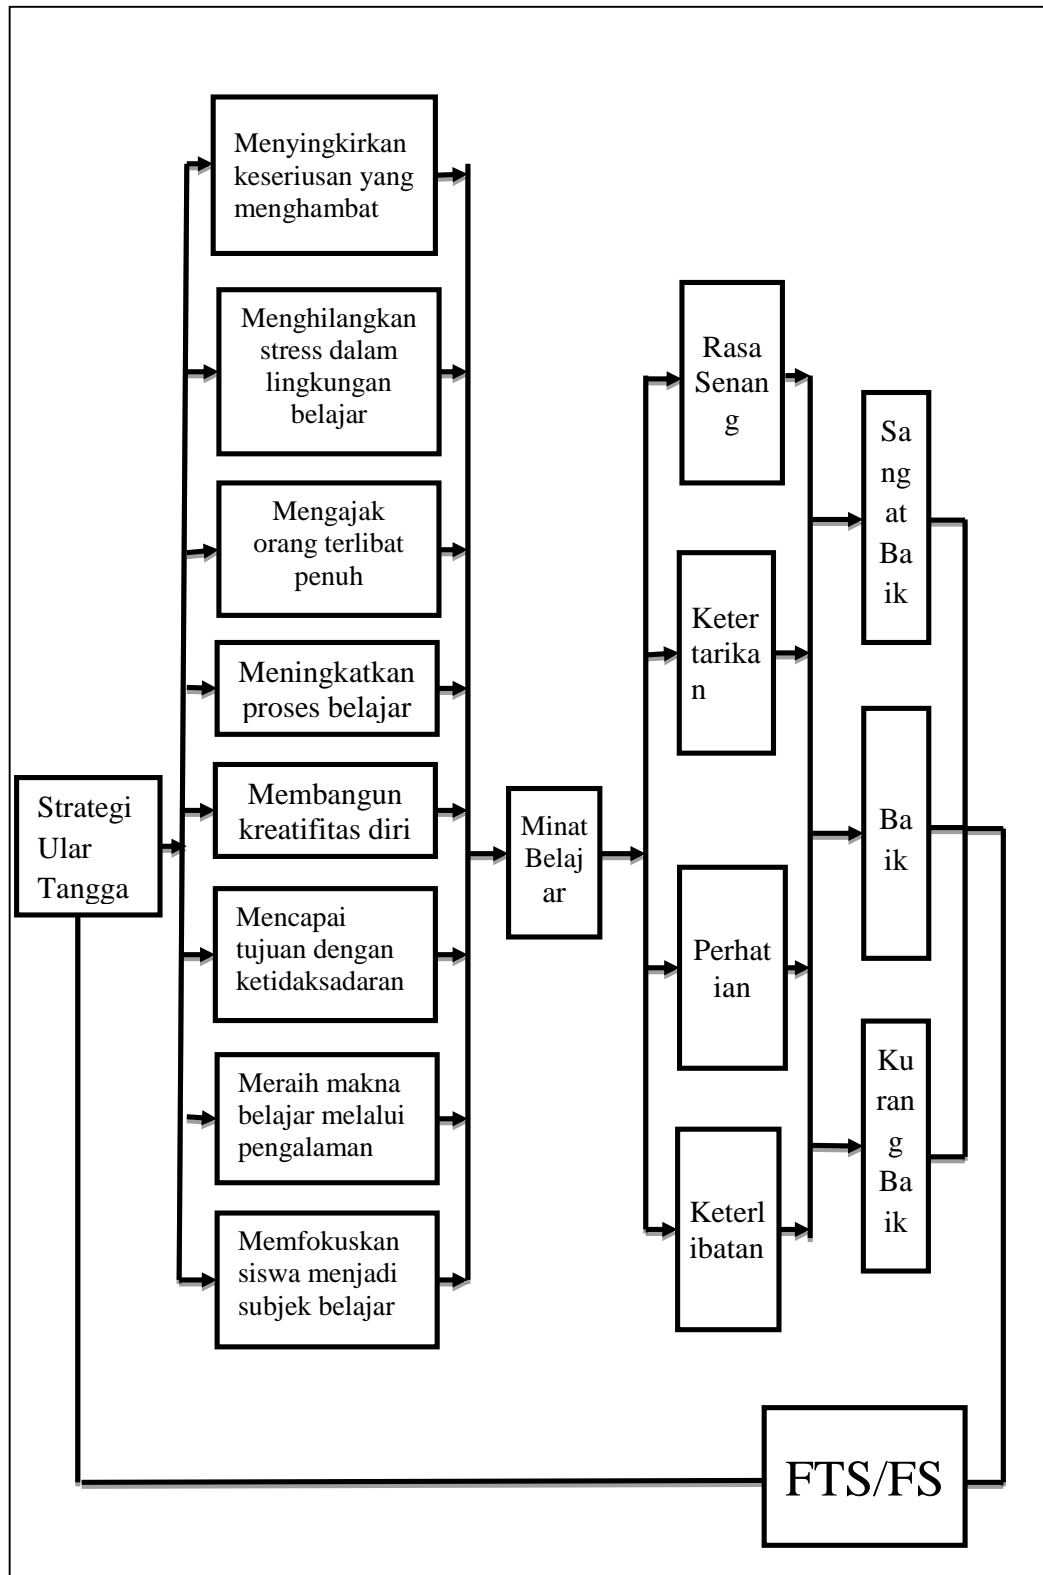 Menyingkirkan
keseriusan yang
menghambat
Menghilangkan
stress dalam
lingkungan
belajar
Mengajak
orang terlibat
penuh
Meningkatkan
proses belajar
Membangun
kreatifitas diri
Mencapai
tujuan dengan
ketidaksadaran
Meraih makna
belajar melalui
pengalaman
Memfokuskan
siswa menjadi
subjek belajar
Strategi
Ular
Tangga
Minat
Belaj
ar
Rasa
Senan
g
Keter
tarika
n
Perhat
ian
Keterl
ibatan
Sa
ng
at
Ba
ik
Ba
ik
Ku
ran
g
Ba
ik
FTS/FS